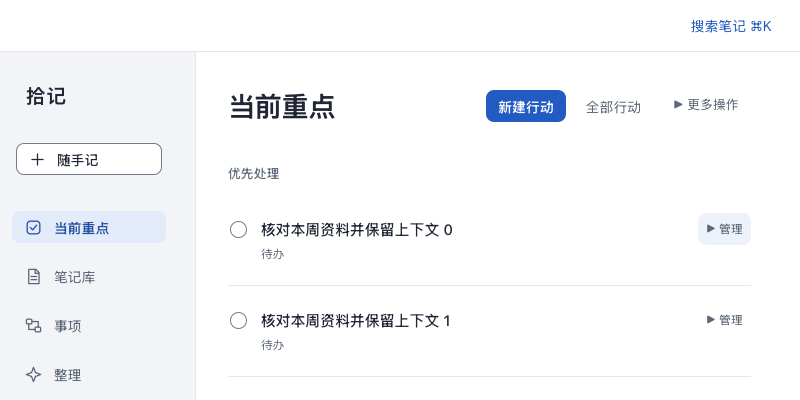 搜索笔记 ⌘K
拾记
随手记
当前重点
笔记库
事项
整理
当前重点
新建行动
全部行动
▶ 更多操作
优先处理
核对本周资料并保留上下文 0
待办
▶ 管理
核对本周资料并保留上下文 1
待办
▶ 管理